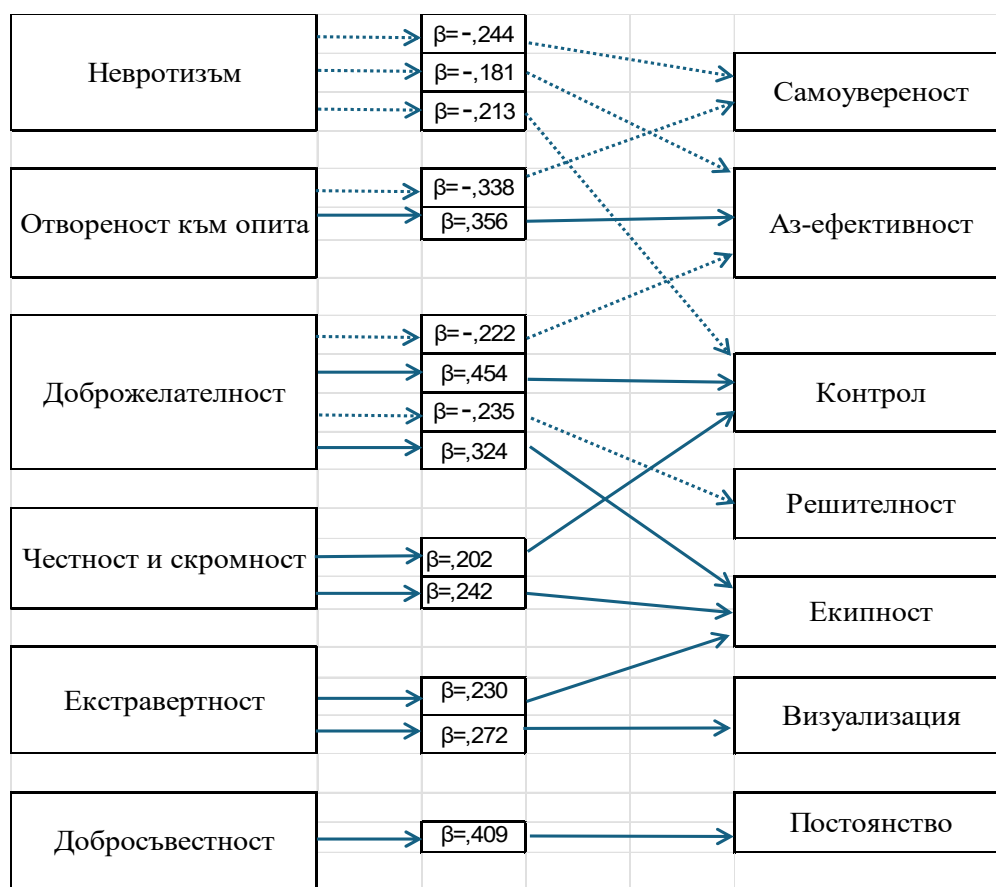 Невротизъм
β= -,244
β= -,181
β= -,213
Самоувереност
Отвореност към опита
β= -,338
β=,356
Аз-ефективност
Доброжелателност
β= -,222
β=,454
β= -,235
β=,324
Контрол
Решителност
Честност и скромност
β=,202
β=,242
Екипност
Екстравертност
β=,230
β=,272
Визуализация
Добросъвестност
β=,409
Постоянство